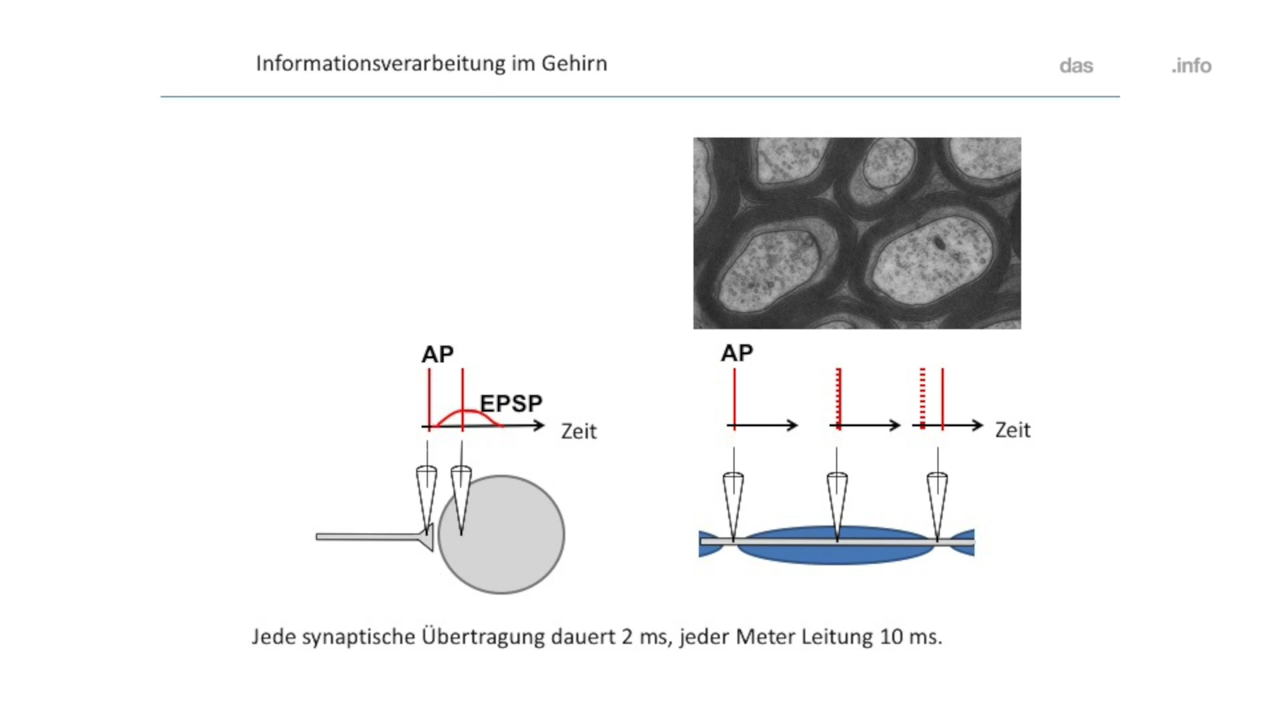 Informationsverarbeitung im Gehirn
das .info
AP
EPSP
Zeit
AP
Zeit
Jede synaptische Übertragung dauert 2 ms, jeder Meter Leitung 10 ms.